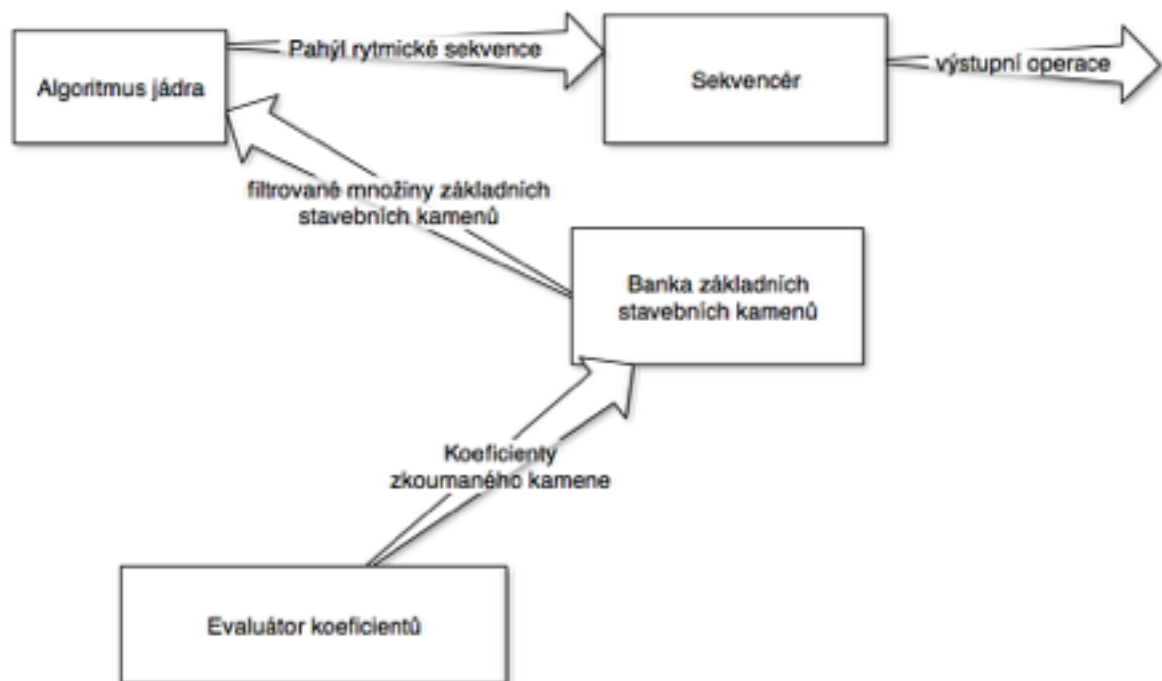 Pahýl rytmické sekvence
Algoritmus jádra
Sekvencér
výstupní operace
filtrované množiny základních
stavebních kamenů
Banka základních
stavebních kamenů
Koeficienty
zkoumaného kamene
Evaluátor koeficientů